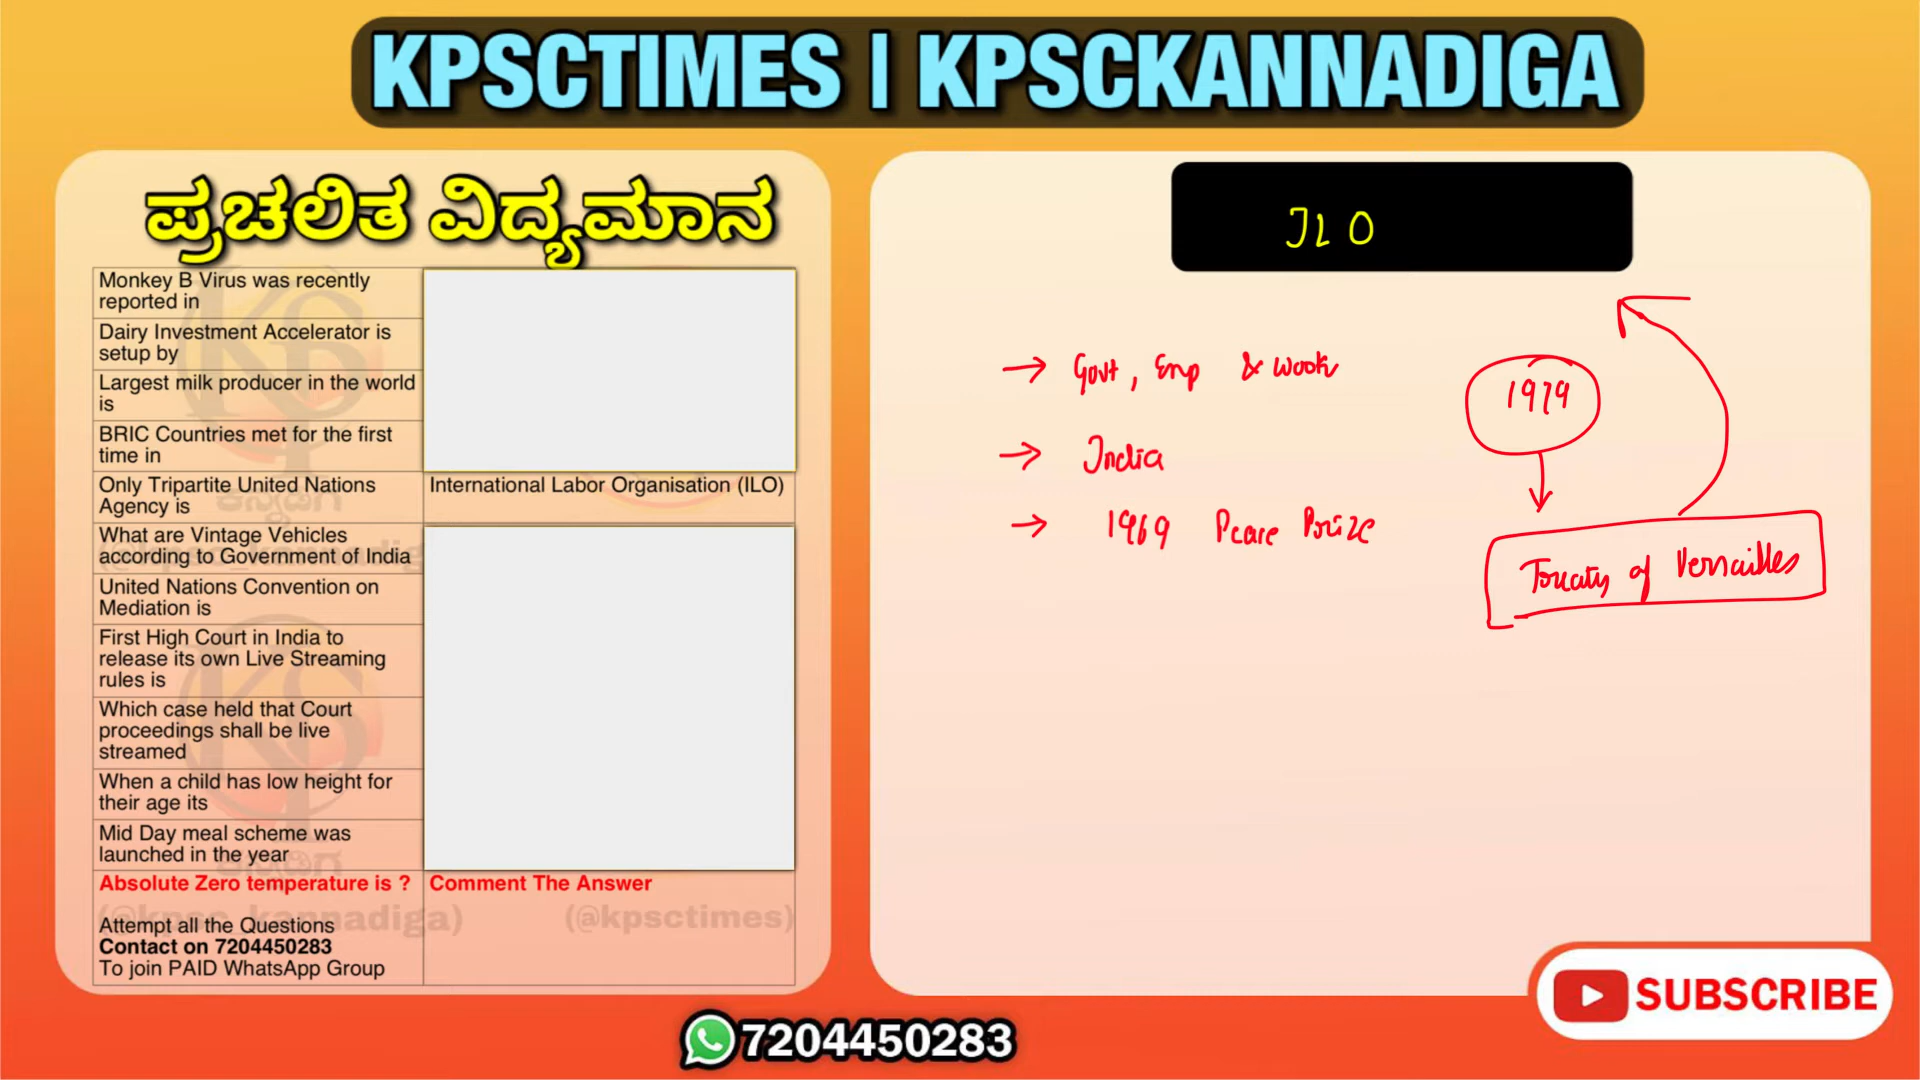 KPSCTIMES | KPSCKANNADIGA
ಪ್ರಚಲಿತ ವಿದ್ಯಮಾನ
Monkey B Virus was recently
reported in
Dairy Investment Accelerator is
setup by
Largest milk producer in the world
is
BRIC Countries met for the first
time in
Only Tripartite United Nations
Agency is
International Labor Organisation (ILO)
What are Vintage Vehicles
according to Government of India
United Nations Convention on
Mediation is
First High Court in India to
release its own Live Streaming
rules is
Which case held that Court
proceedings shall be live
streamed
When a child has low height for
their age its
Mid Day meal scheme was
launched in the year
Absolute Zero temperature is ?
Comment The Answer
(@kpsc_kannadiga)
(@kpsctimes)
Attempt all the Questions
Contact on 7204450283
To join PAID WhatsApp Group
ILO
→ Govt, Emp & Work
→ India
→ 1969 Peace Prize
1919
Treaty of Versailles
SUBSCRIBE
7204450283